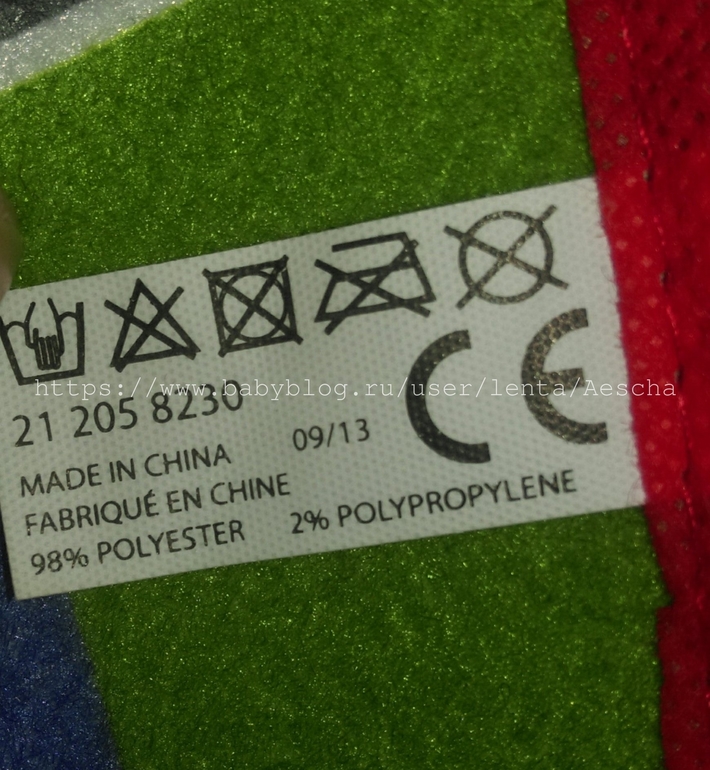 https://www.babyblog.ru/user/lenta/Aescha
21 205 8230
09/13
CE
MADE IN CHINA
FABRIQUÉ EN CHINE
98% POLYESTER 2% POLYPROPYLENE